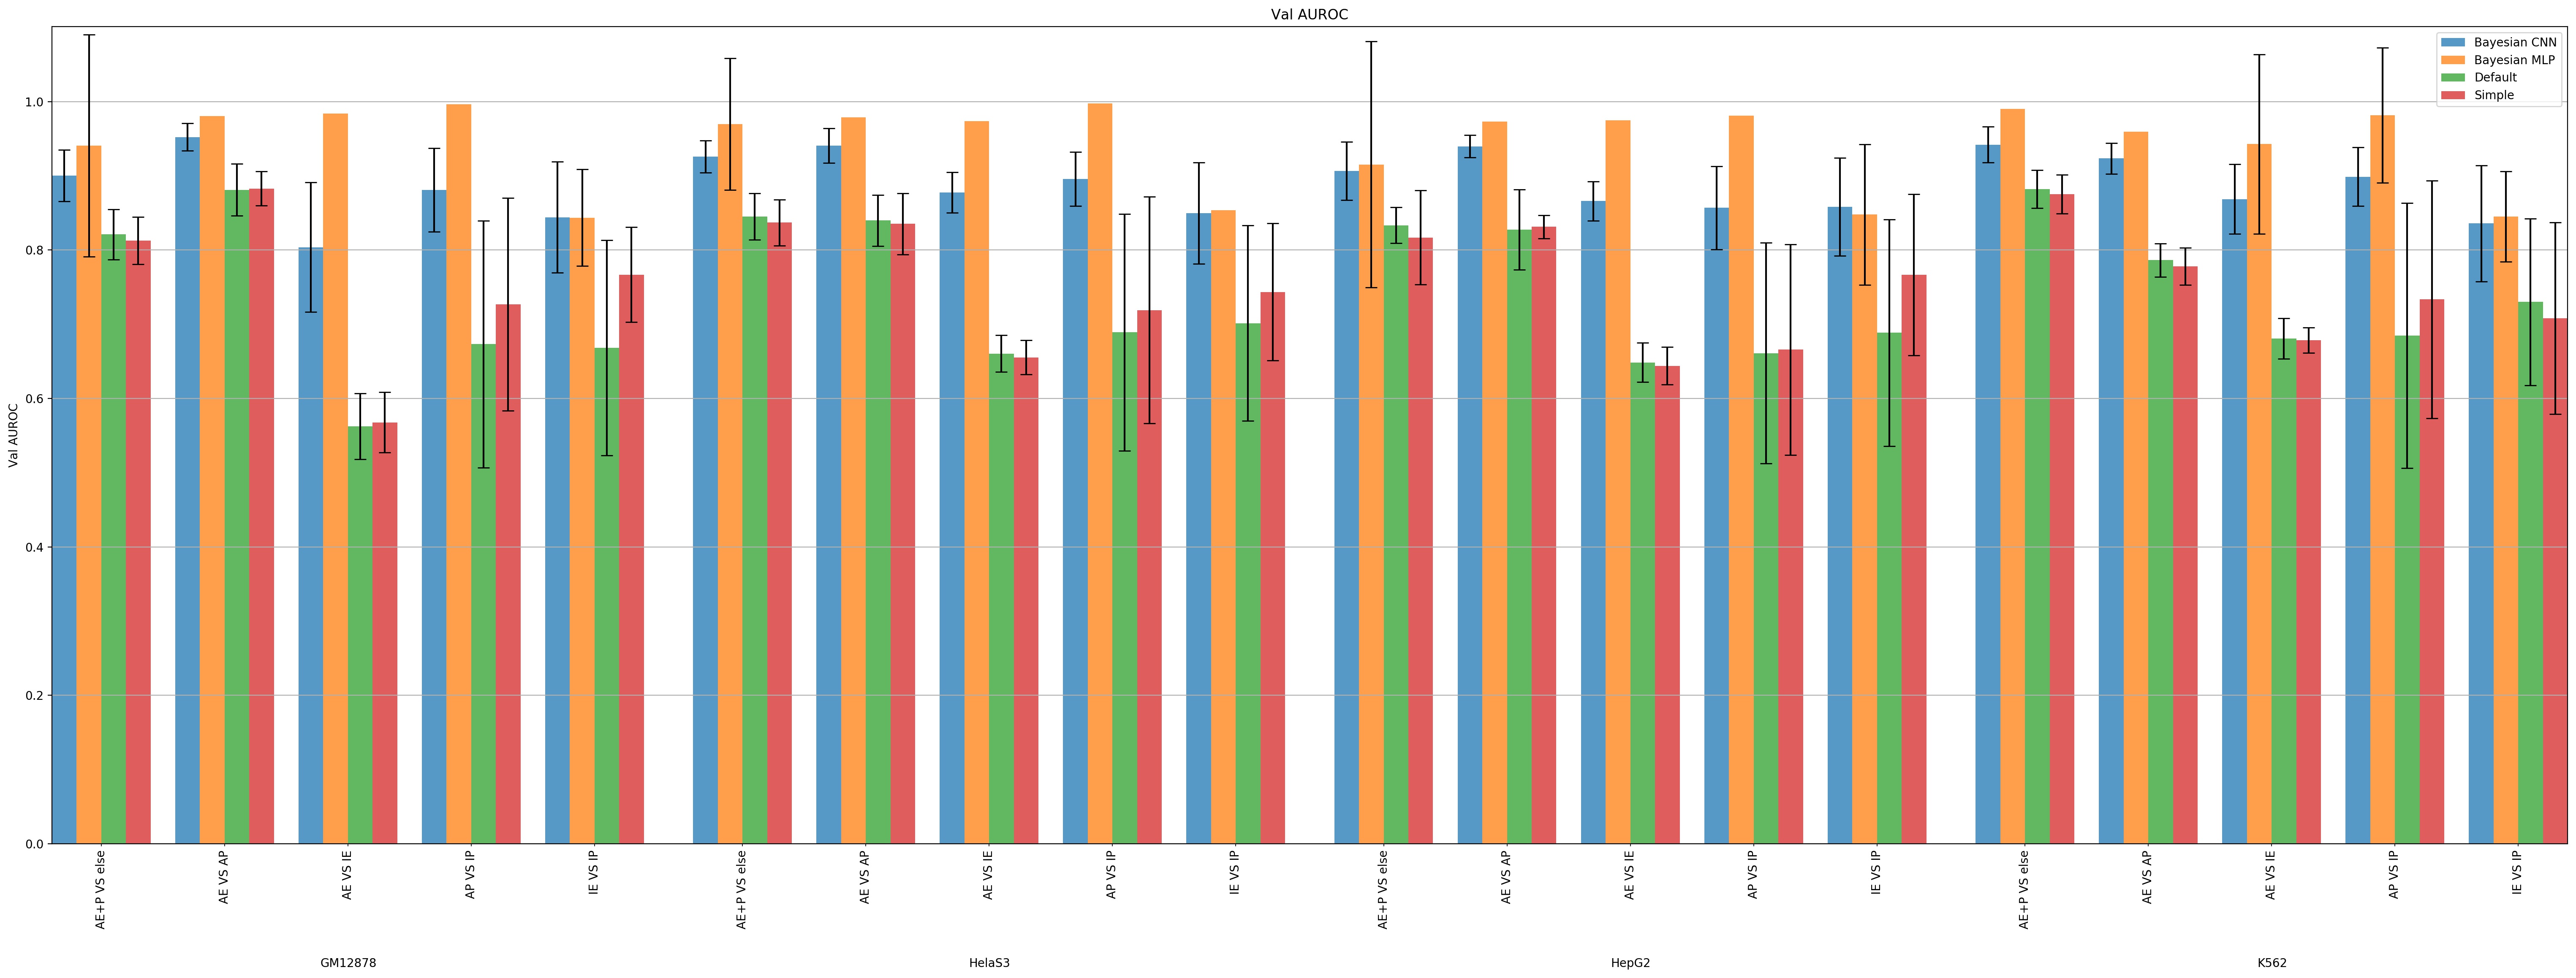 Val AUROC
Bayesian CNN
Bayesian MLP
Default
Simple
Val AUROC
1.0
0.8
0.6
0.4
0.2
0.0
AE+P VS else
AE VS AP
AE VS IE
AP VS IP
IE VS IP
AE+P VS else
AE VS AP
AE VS IE
AP VS IP
IE VS IP
AE+P VS else
AE VS AP
AE VS IE
AP VS IP
IE VS IP
AE+P VS else
AE VS AP
AE VS IE
AP VS IP
IE VS IP
GM12878
HelaS3
HepG2
K562